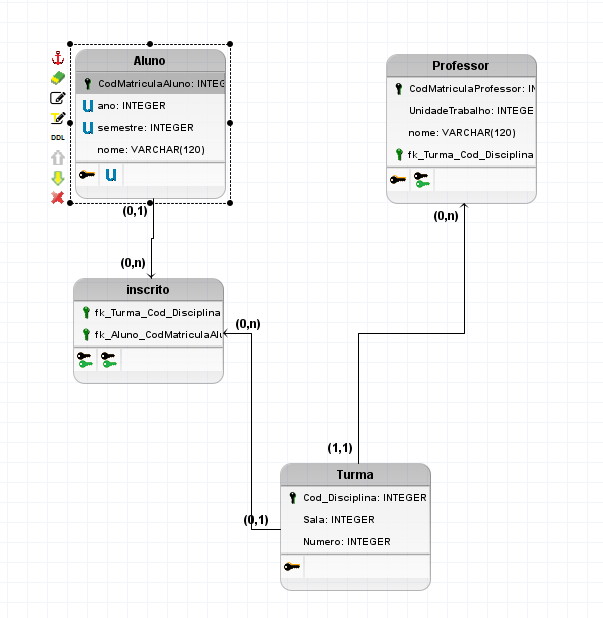 Aluno
CodMatriculaAluno: INTEG
ano: INTEGER
semestre: INTEGER
nome: VARCHAR(120)
U
DDL
(0,1)
(0,n)
inscrito
fk_Turma_Cod_Disciplina
fk_Aluno_CodMatriculaAlu
(0,n)
Professor
CodMatriculaProfessor: IN
UnidadeTrabalho: INTEGE
nome: VARCHAR(120)
fk_Turma_Cod_Disciplina
(0,n)
(1,1)
Turma
Cod_Disciplina: INTEGER
Sala: INTEGER
Numero: INTEGER
(0,1)